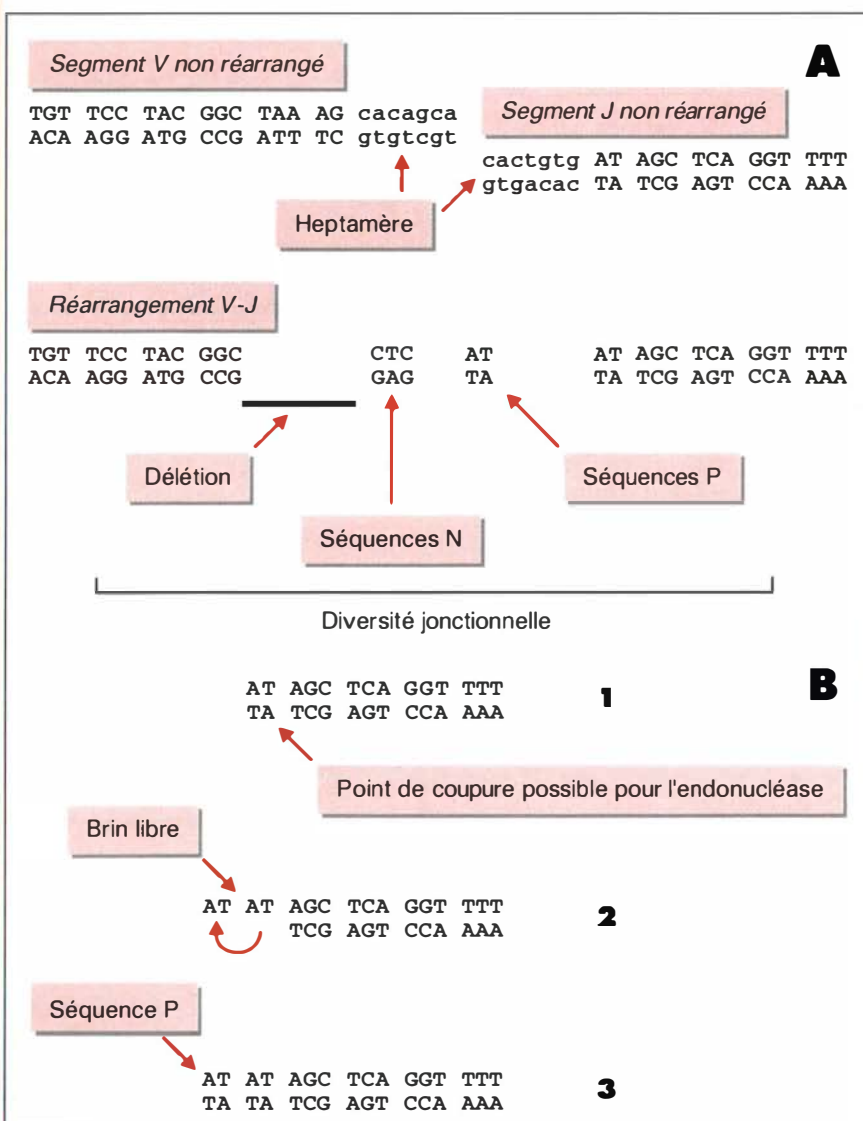 A
Segment V non réarrangé
TGT TCC TAC GGC TAA AG cacagca
ACA AGG ATG CCG ATT TC gtgtcgt
Segment J non réarrangé
cactgtg AT AGC TCA GGT TTT
gtgacac TA TCG AGT CCA AAA
Heptamère
Réarrangement V-J
TGT TCC TAC GGC CTC AT AT AGC TCA GGT TTT
ACA AGG ATG CCG GAG TA TA TCG AGT CCA AAA
Délétion
Séquences P
Séquences N
Diversité jonctionnelle
B
AT AGC TCA GGT TTT 1
TA TCG AGT CCA AAA
Point de coupure possible pour l'endonucléase
Brin libre
AT AT AGC TCA GGT TTT 2
TCG AGT CCA AAA
Séquence P
AT AT AGC TCA GGT TTT 3
TA TA TCG AGT CCA AAA